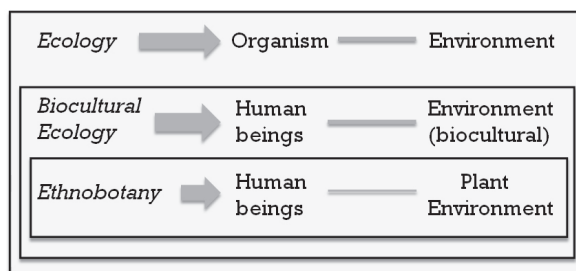 Ecology Organism Environment
Biocultural Ecology Human beings Environment (biocultural)
Ethnobotany Human beings Plant Environment